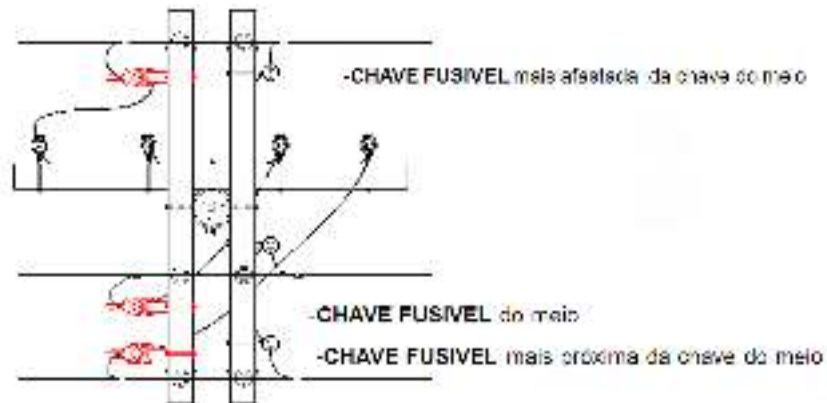 -CHAVE FUSIVEL mais afastada da chave do meio
-CHAVE FUSIVEL do meio
-CHAVE FUSIVEL mais próxima da chave do meio